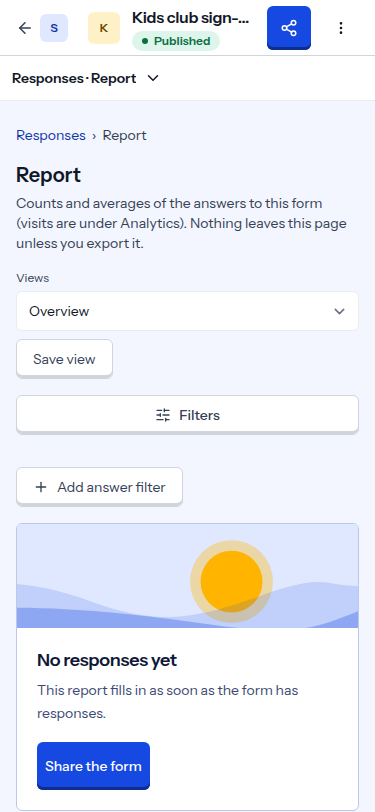 S
K
Kids club sign-...
Published
Responses · Report
Responses › Report
Report
Counts and averages of the answers to this form
(visits are under Analytics). Nothing leaves this page
unless you export it.
Views
Overview
Save view
Filters
Add answer filter
No responses yet
This report fills in as soon as the form has
responses.
Share the form